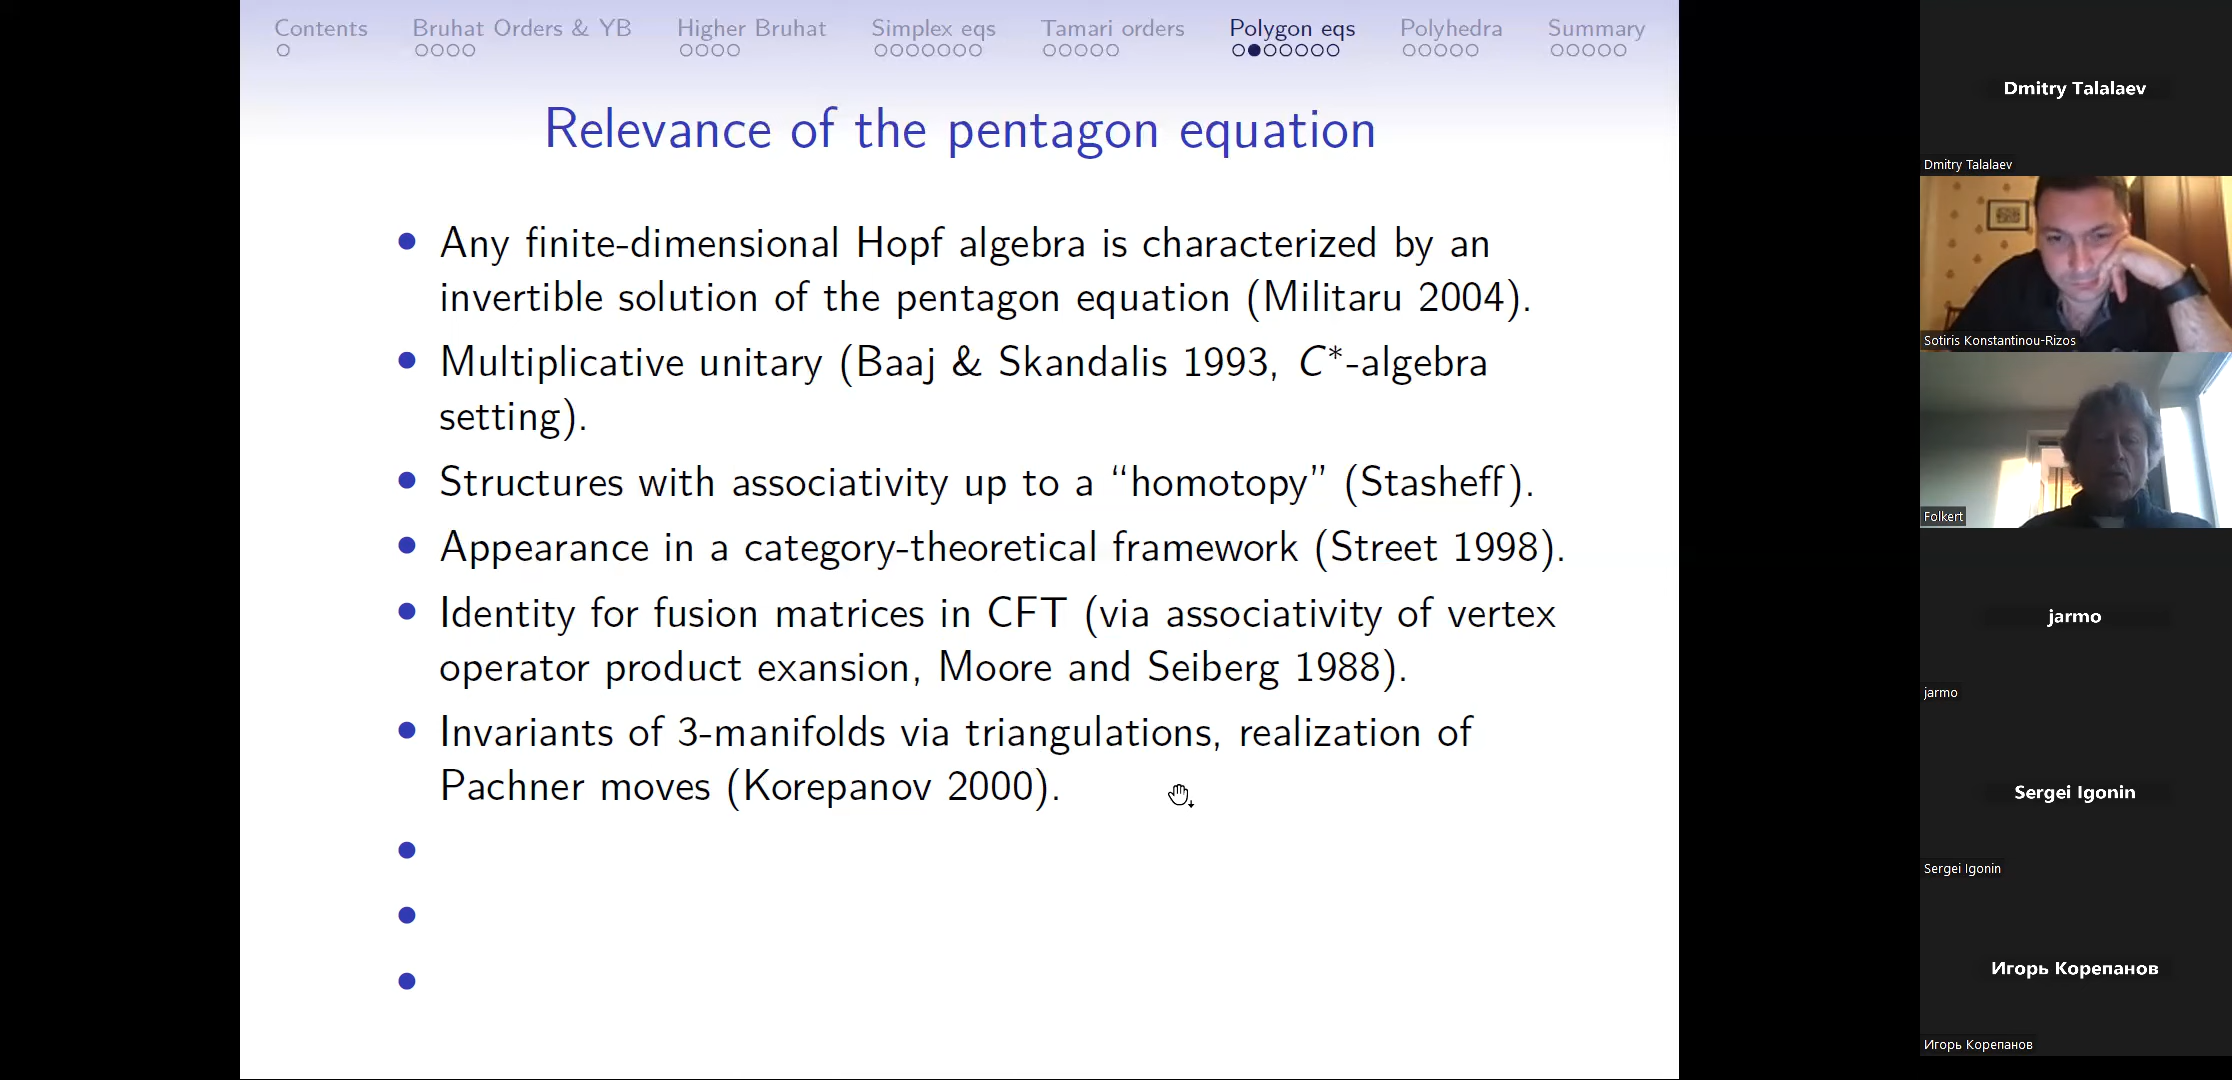 Contents Bruhat Orders & YB Higher Bruhat Simplex eqs Tamari orders Polygon eqs Polyhedra Summary
Relevance of the pentagon equation
Any finite-dimensional Hopf algebra is characterized by an
invertible solution of the pentagon equation (Militaru 2004).
Multiplicative unitary (Baaj & Skandalis 1993, C*-algebra
setting).
Structures with associativity up to a “homotopy” (Stasheff).
Appearance in a category-theoretical framework (Street 1998).
Identity for fusion matrices in CFT (via associativity of vertex
operator product exansion, Moore and Seiberg 1988).
Invariants of 3-manifolds via triangulations, realization of
Pachner moves (Korepanov 2000).
Dmitry Talalaev
Dmitry Talalaev
Sotiris Konstantinou-Rizos
Folkert
jarmo
jarmo
Sergei Igonin
Sergei Igonin
Игорь Корепанов
Игорь Корепанов